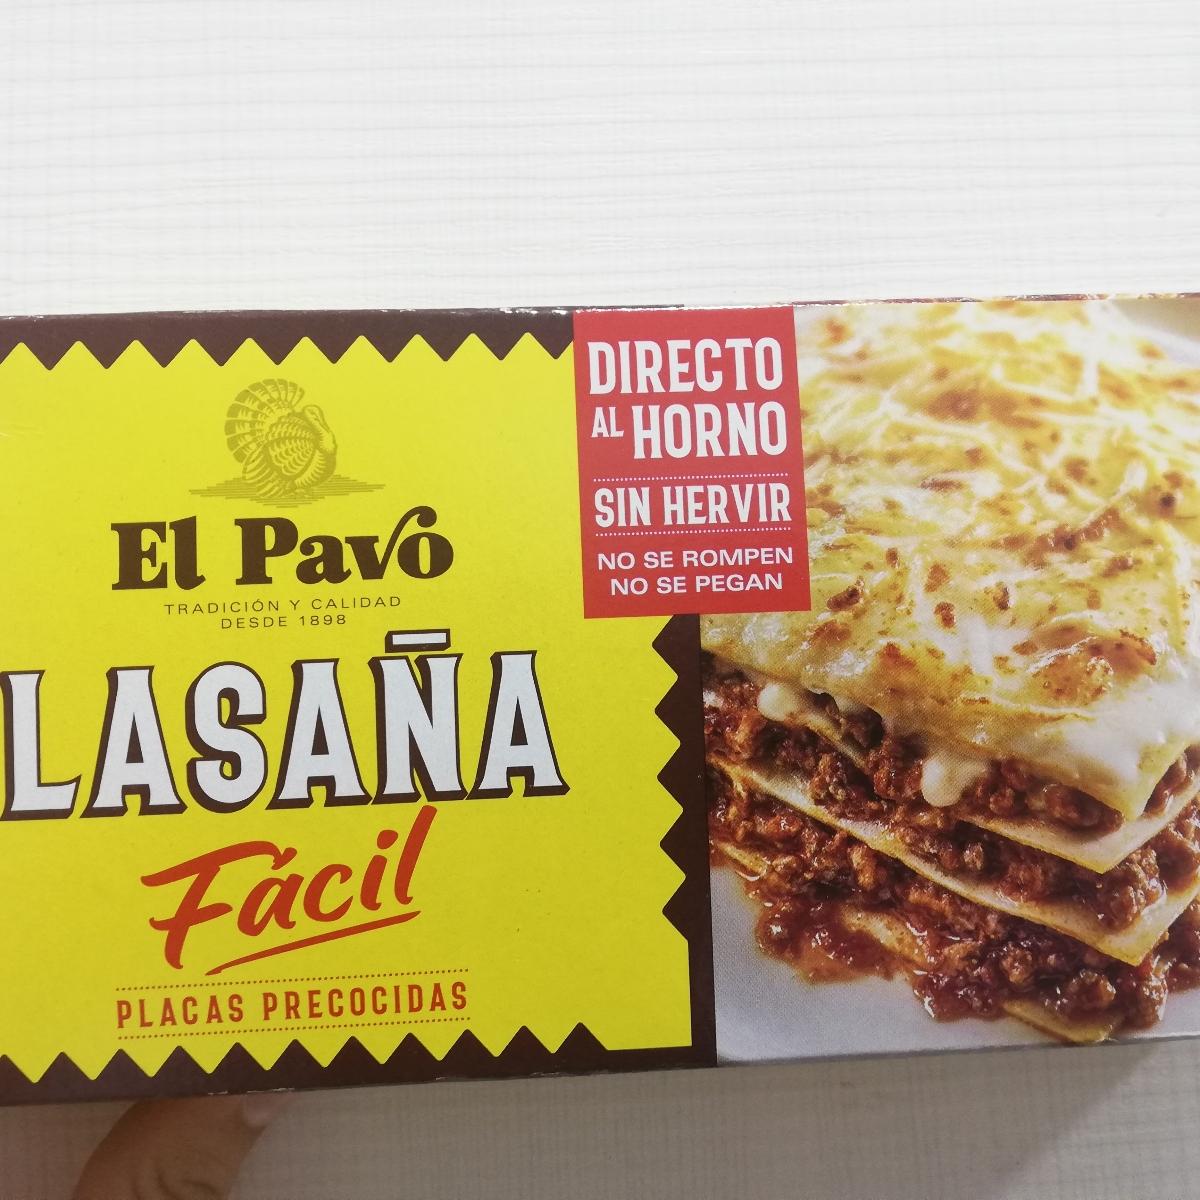 El Pavo
TRADICIÓN Y CALIDAD
DESDE 1898
LASAÑA
Fácil
PLACAS PRECOCIDAS
DIRECTO
AL HORNO
SIN HERVIR
NO SE ROMPEN
NO SE PEGAN